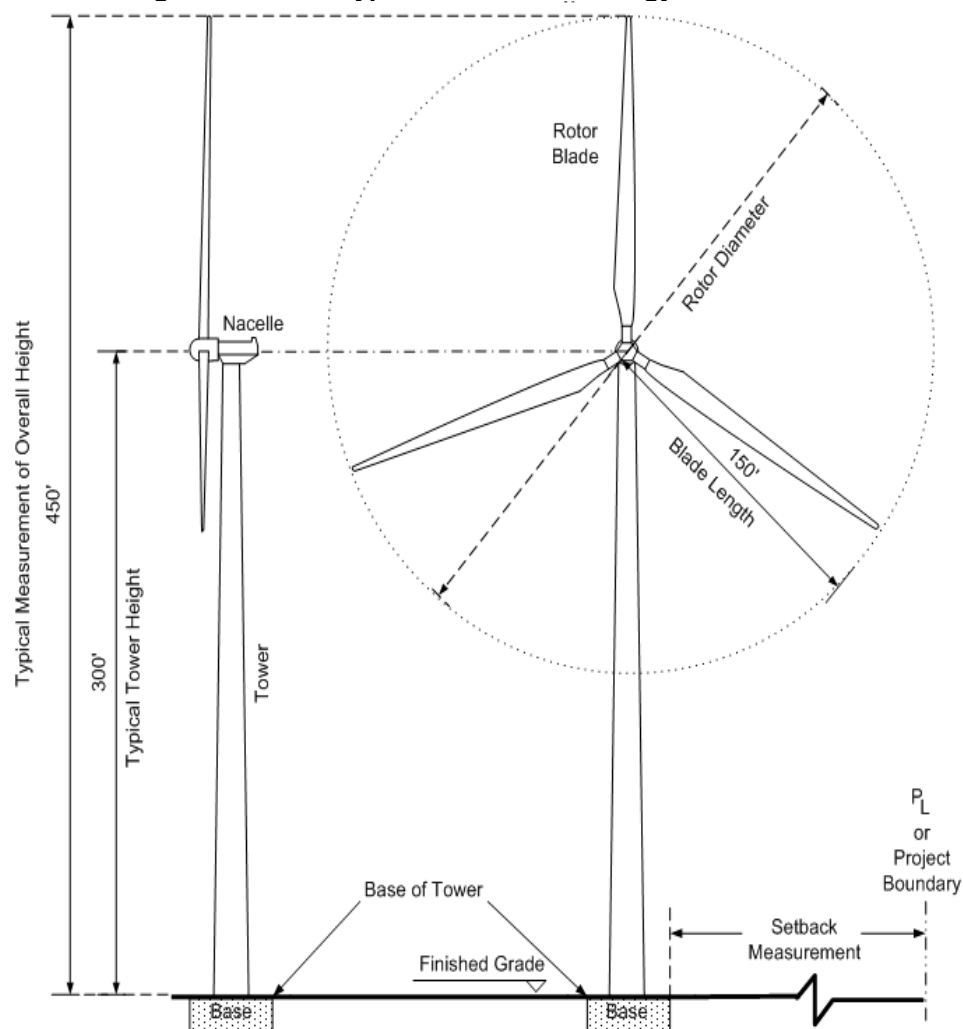 Typical Measurement of Overall Height
450'
300'
Typical Tower Height
Nacelle
Tower
Rotor
Blade
Rotor Diameter
150'
Blade Length
Base of Tower
Finished Grade
Base
Base
PL
or
Project
Boundary
Setback
Measurement